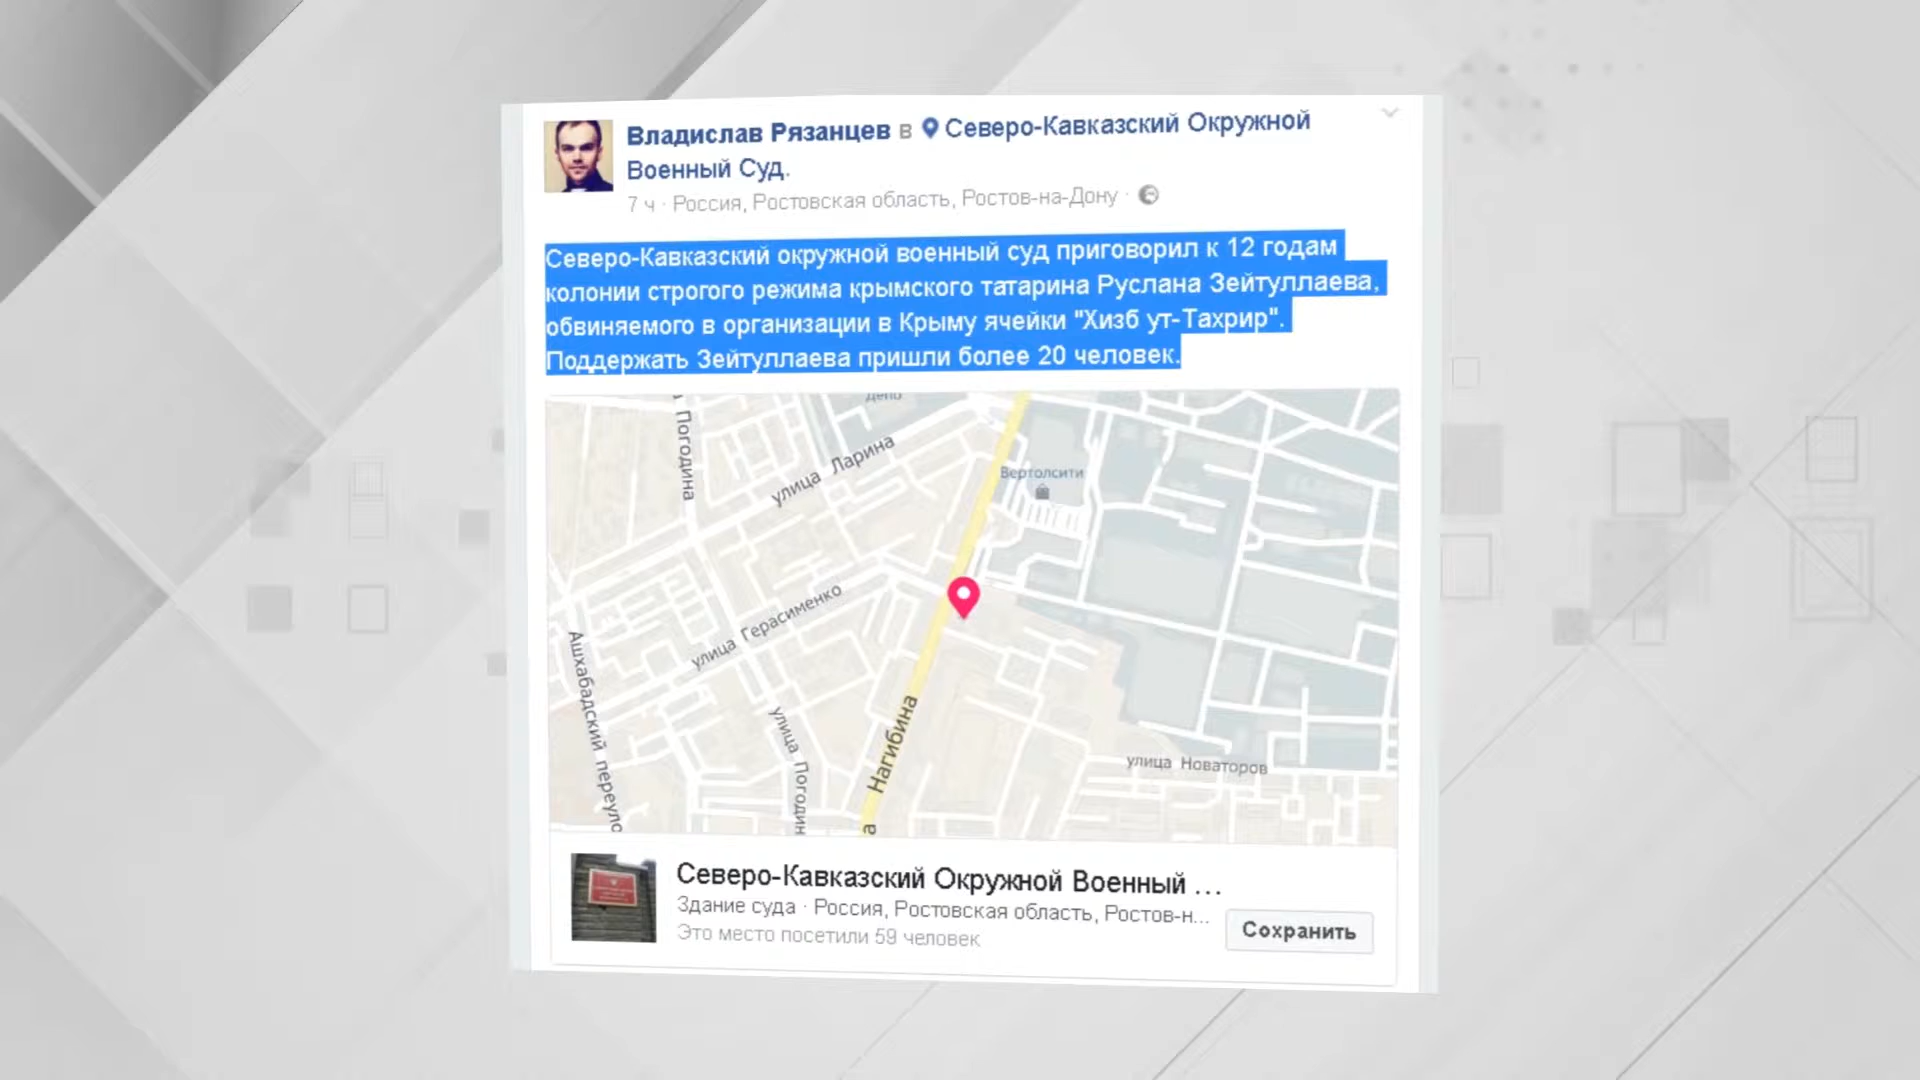 Владислав Рязанцев в Северо-Кавказский Окружной
Военный Суд.
7 ч · Россия, Ростовская область, Ростов-на-Дону ·
Северо-Кавказский окружной военный суд приговорил к 12 годам
колонии строгого режима крымского татарина Руслана Зейтуллаева,
обвиняемого в организации в Крыму ячейки "Хизб ут-Тахрир".
Поддержать Зейтуллаева пришли более 20 человек.
депо
Погодина
улица Ларина
Вертолсити
улица Герасименко
Ашхабадский переуло
улица Погодин
Нагибина
а
улица Новаторов
Северо-Кавказский Окружной Военный ...
Здание суда · Россия, Ростовская область, Ростов-н...
Это место посетили 59 человек
Сохранить